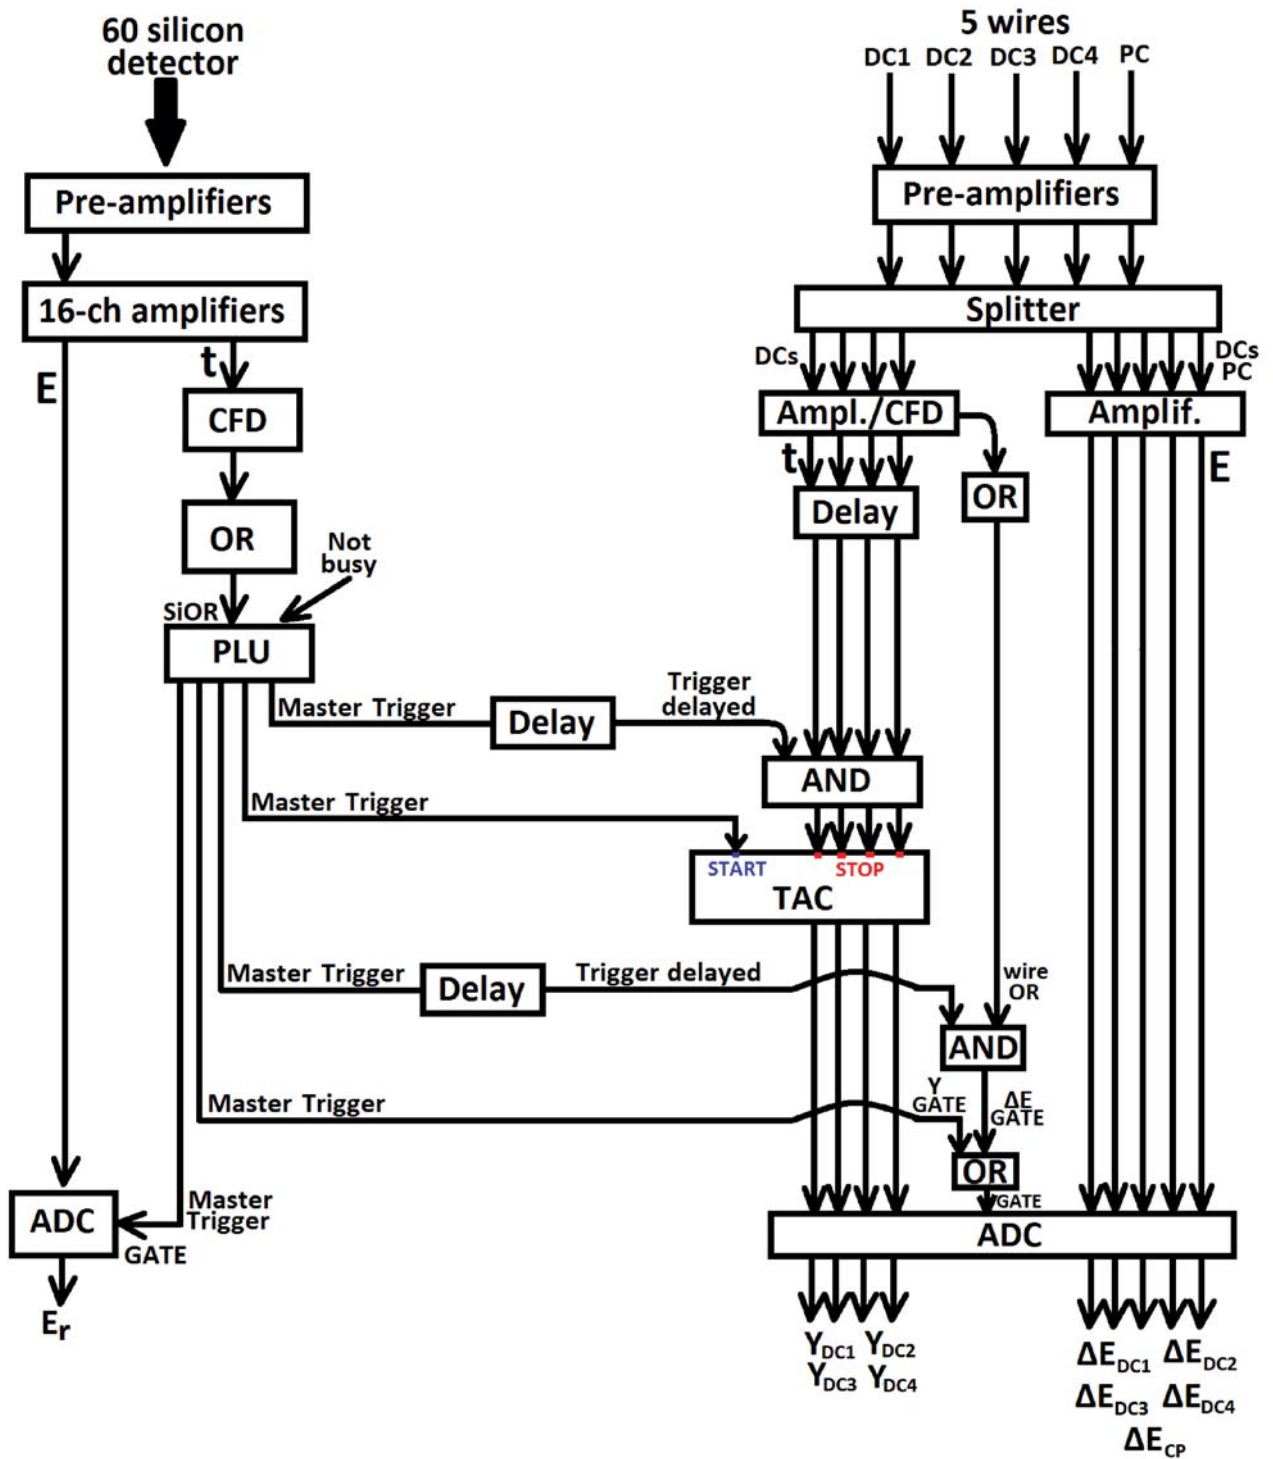 60 silicon
detector
Pre-amplifiers
16-ch amplifiers
E
t
CFD
OR
Not
busy
SiOR
PLU
5 wires
DC1 DC2 DC3 DC4 PC
Pre-amplifiers
Splitter
DCs
DCs
PC
Ampl./CFD
Amplif.
t
E
OR
Delay
Master Trigger
Delay
Trigger
delayed
AND
Master Trigger
START
STOP
TAC
Master Trigger
Delay
Trigger delayed
wire
OR
AND
Master Trigger
Y
GATE
ΔE
GATE
OR
GATE
ADC
Master
Trigger
GATE
ADC
Er
YDC1 YDC2
YDC3 YDC4
ΔEDC1 ΔEDC2
ΔEDC3 ΔEDC4
ΔECP